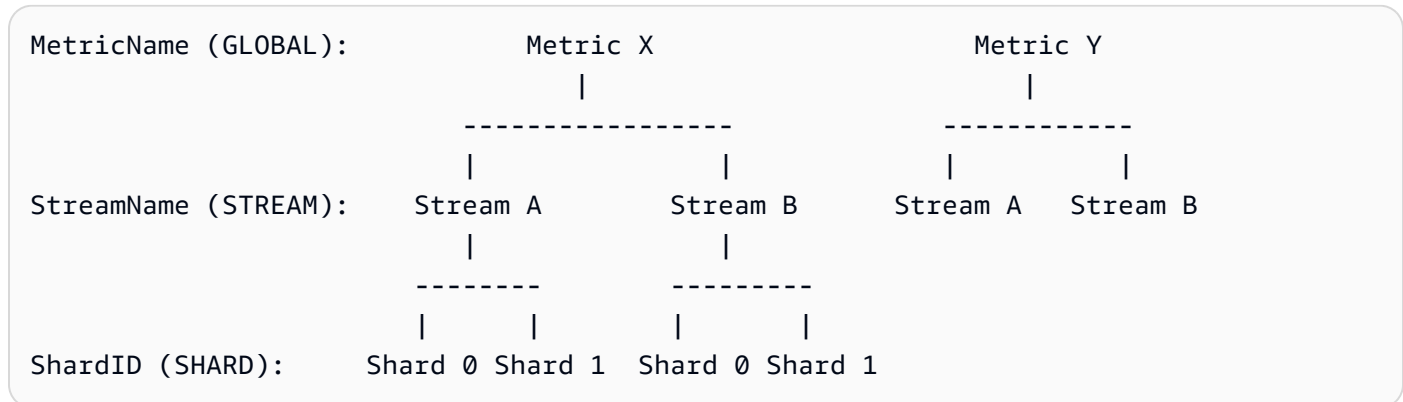 MetricName (GLOBAL):           Metric X                    Metric Y
                                  |                            |
                           -----------------             ------------
                           |               |             |          |
StreamName (STREAM):    Stream A        Stream B      Stream A   Stream B
                           |               |
                        --------        ---------
                        |      |        |       |
ShardID (SHARD):     Shard 0 Shard 1  Shard 0 Shard 1